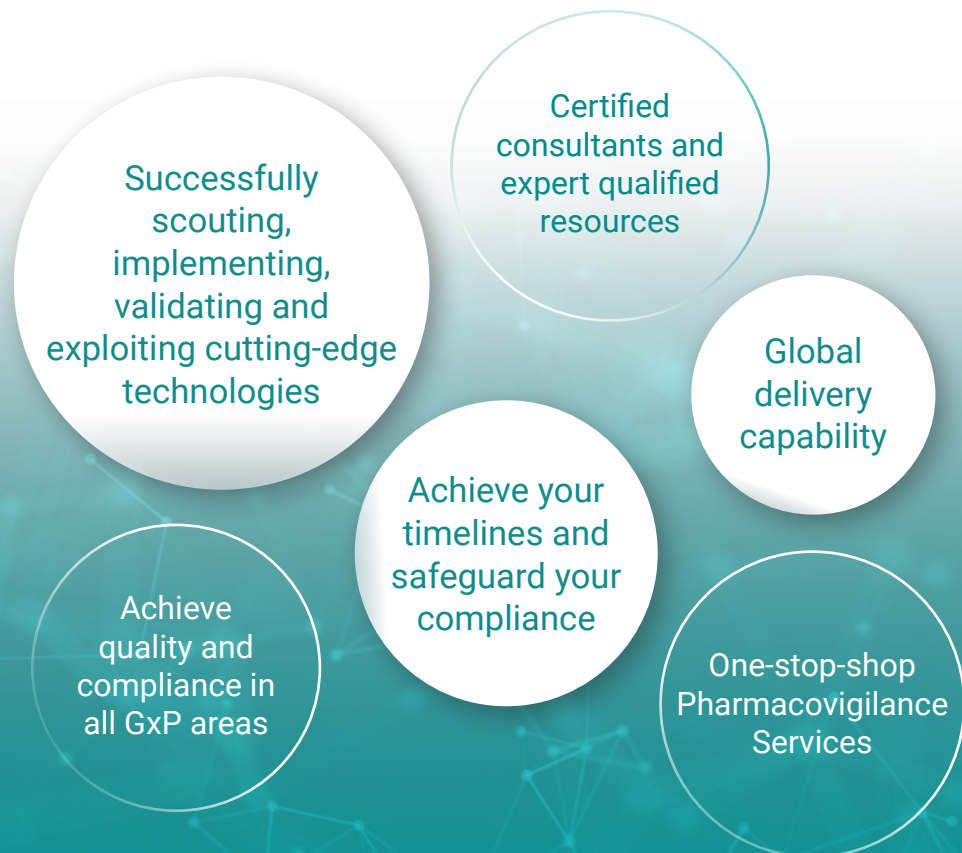 Certified
consultants and
expert qualified
resources
Successfully
scouting,
implementing,
validating and
exploiting cutting-edge
technologies
Global
delivery
capability
Achieve your
timelines and
safeguard your
compliance
Achieve
quality and
compliance in
all GxP areas
One-stop-shop
Pharmacovigilance
Services